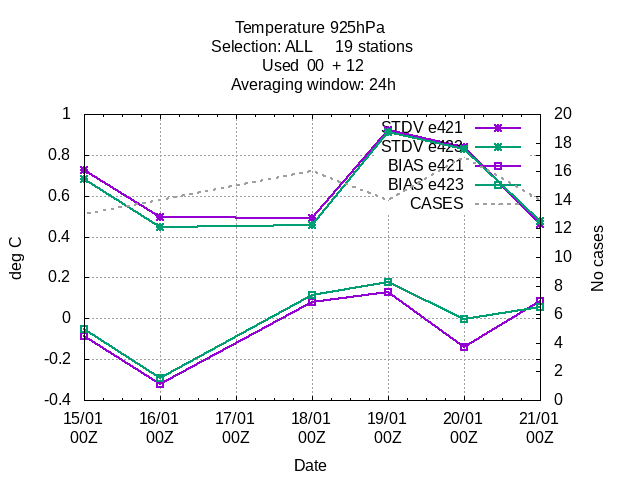 Temperature 925hPa
Selection: ALL 19 stations
Used 00 + 12
Averaging window: 24h
1
0.8
0.6
0.4
0.2
0
-0.2
-0.4
deg C
20
18
16
14
12
10
8
6
4
2
0
No cases
STDV e421
STDV e423
BIAS e421
BIAS e423
CASES
15/01 16/01 17/01 18/01 19/01 20/01 21/01
00Z 00Z 00Z 00Z 00Z 00Z 00Z
Date